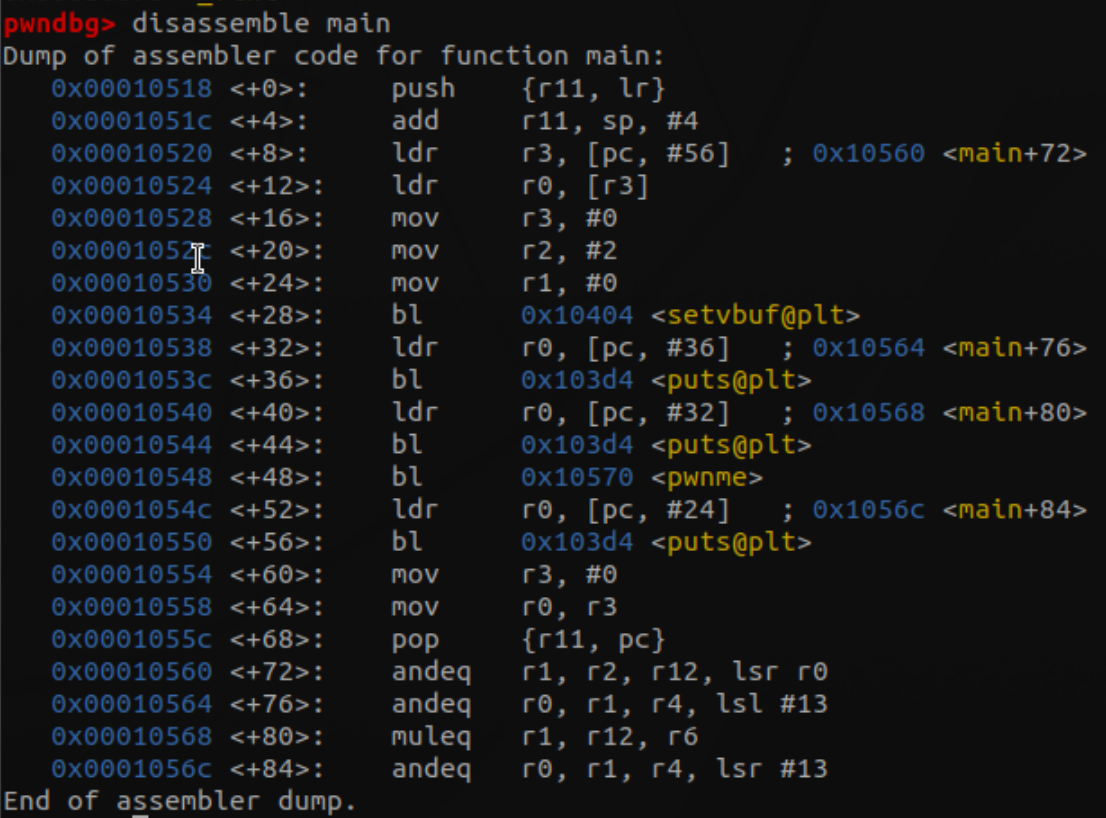 pwndbg> disassemble main
Dump of assembler code for function main:
0x00010518 <+0>: push {r11, lr}
0x0001051c <+4>: add r11, sp, #4
0x00010520 <+8>: ldr r3, [pc, #56] ; 0x10560 <main+72>
0x00010524 <+12>: ldr r0, [r3]
0x00010528 <+16>: mov r3, #0
0x0001052c <+20>: mov r2, #2
0x00010530 <+24>: mov r1, #0
0x00010534 <+28>: bl 0x10404 <setvbuf@plt>
0x00010538 <+32>: ldr r0, [pc, #36] ; 0x10564 <main+76>
0x0001053c <+36>: bl 0x103d4 <puts@plt>
0x00010540 <+40>: ldr r0, [pc, #32] ; 0x10568 <main+80>
0x00010544 <+44>: bl 0x103d4 <puts@plt>
0x00010548 <+48>: bl 0x10570 <pwnme>
0x0001054c <+52>: ldr r0, [pc, #24] ; 0x1056c <main+84>
0x00010550 <+56>: bl 0x103d4 <puts@plt>
0x00010554 <+60>: mov r3, #0
0x00010558 <+64>: mov r0, r3
0x0001055c <+68>: pop {r11, pc}
0x00010560 <+72>: andeq r1, r2, r12, lsr r0
0x00010564 <+76>: andeq r0, r1, r4, lsl #13
0x00010568 <+80>: muleq r1, r12, r6
0x0001056c <+84>: andeq r0, r1, r4, lsr #13
End of assembler dump.